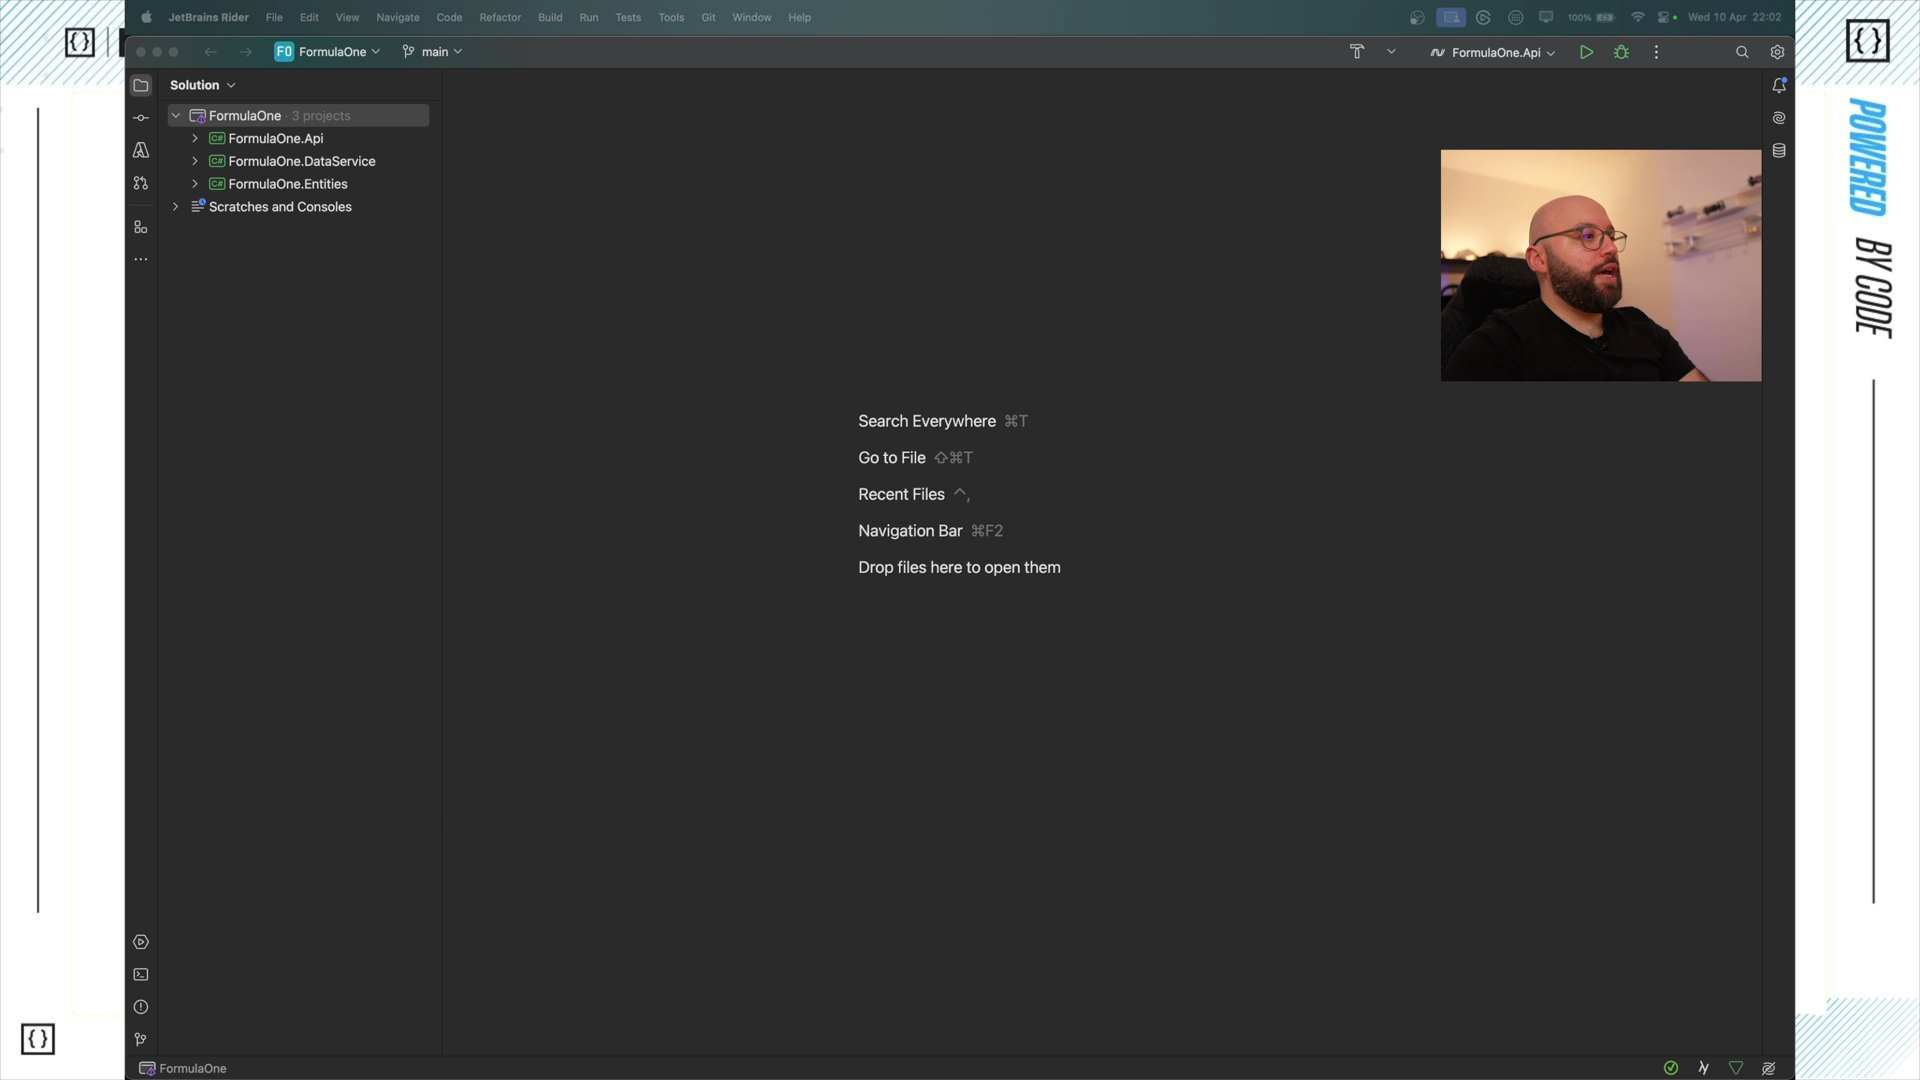 JetBrains Rider File Edit View Navigate Code Refactor Build Run Tests Tools Git Window Help 100% Wed 10 Apr 22:02
FO FormulaOne main FormulaOne.Api
Solution
FormulaOne · 3 projects
C# FormulaOne.Api
C# FormulaOne.DataService
C# FormulaOne.Entities
Scratches and Consoles
Search Everywhere ⌘T
Go to File ⇧⌘T
Recent Files ^,
Navigation Bar ⌘F2
Drop files here to open them
FormulaOne
{}
{}
{}
POWERED BY CODE